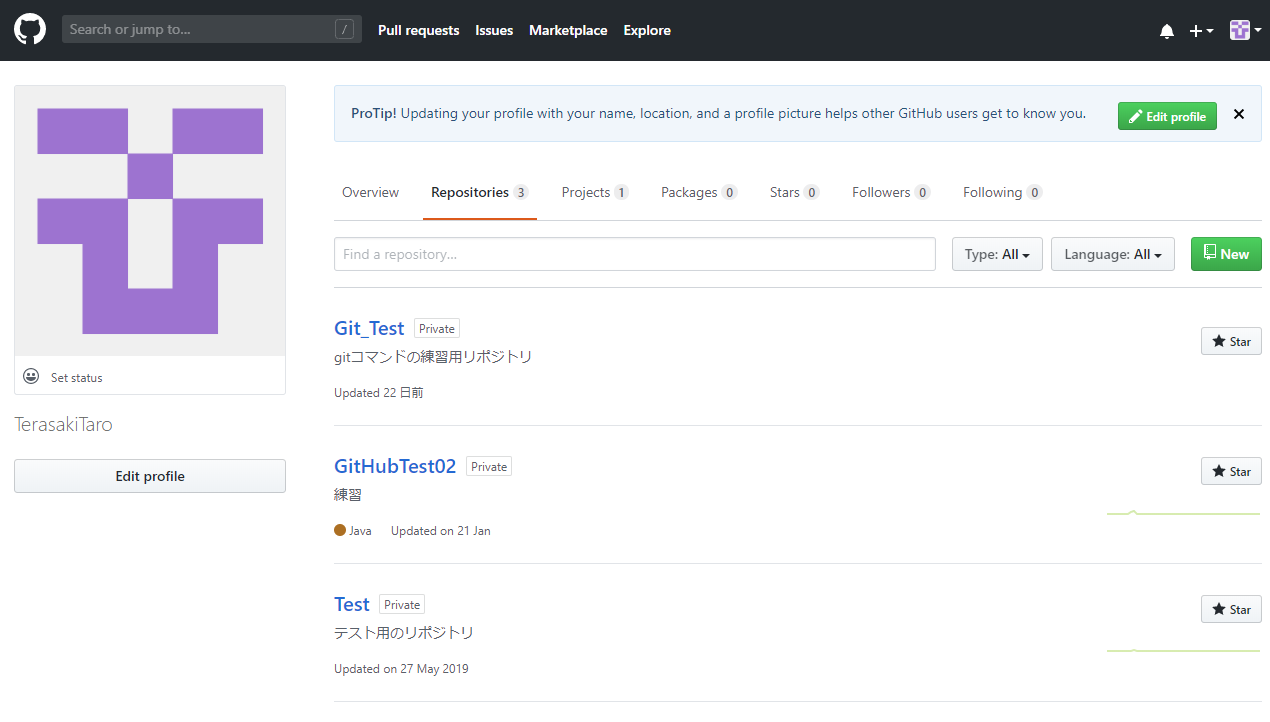 Search or jump to... / Pull requests Issues Marketplace Explore
ProTip! Updating your profile with your name, location, and a profile picture helps other GitHub users get to know you. Edit profile
Overview Repositories 3 Projects 1 Packages 0 Stars 0 Followers 0 Following 0
Find a repository... Type: All Language: All New
Set status
TerasakiTaro
Edit profile
Git_Test Private
Star
gitコマンドの練習用リポジトリ
Updated 22 日前
GitHubTest02 Private
Star
練習
Java Updated on 21 Jan
Test Private
Star
テスト用のリポジトリ
Updated on 27 May 2019